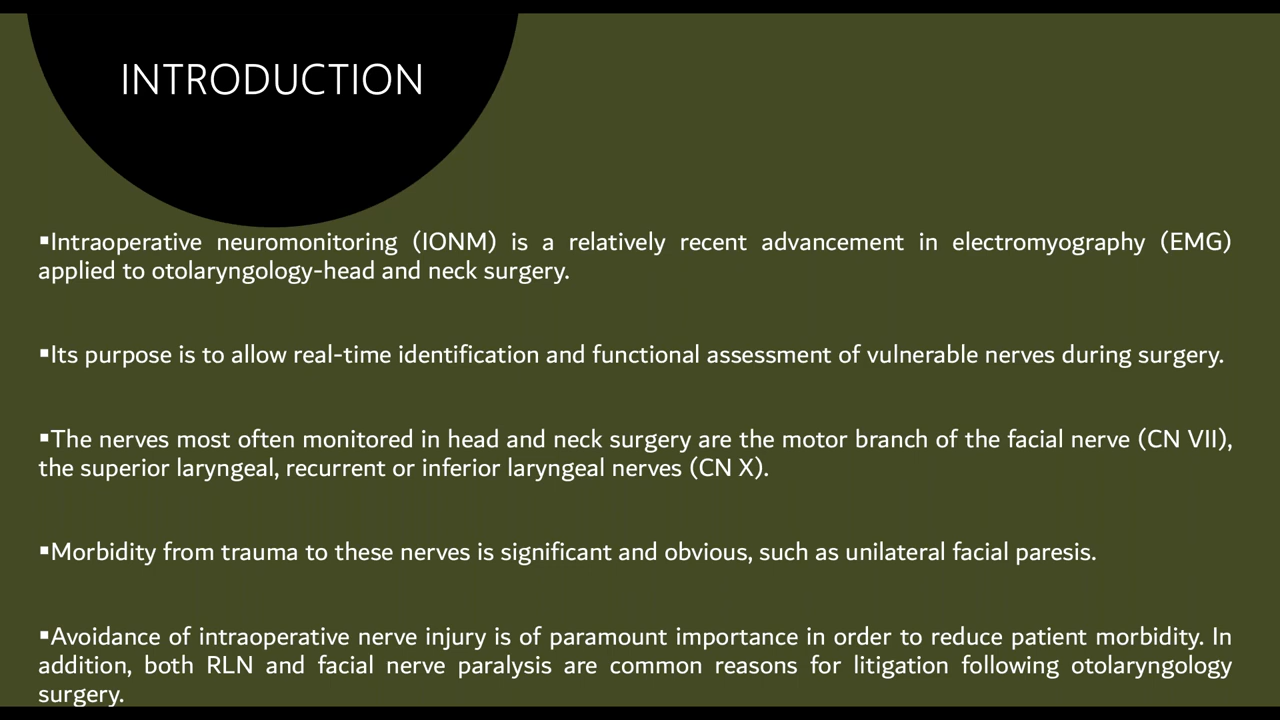 INTRODUCTION
▪Intraoperative neuromonitoring (IONM) is a relatively recent advancement in electromyography (EMG)
applied to otolaryngology-head and neck surgery.
▪Its purpose is to allow real-time identification and functional assessment of vulnerable nerves during surgery.
▪The nerves most often monitored in head and neck surgery are the motor branch of the facial nerve (CN VII),
the superior laryngeal, recurrent or inferior laryngeal nerves (CN X).
▪Morbidity from trauma to these nerves is significant and obvious, such as unilateral facial paresis.
▪Avoidance of intraoperative nerve injury is of paramount importance in order to reduce patient morbidity. In
addition, both RLN and facial nerve paralysis are common reasons for litigation following otolaryngology
surgery.